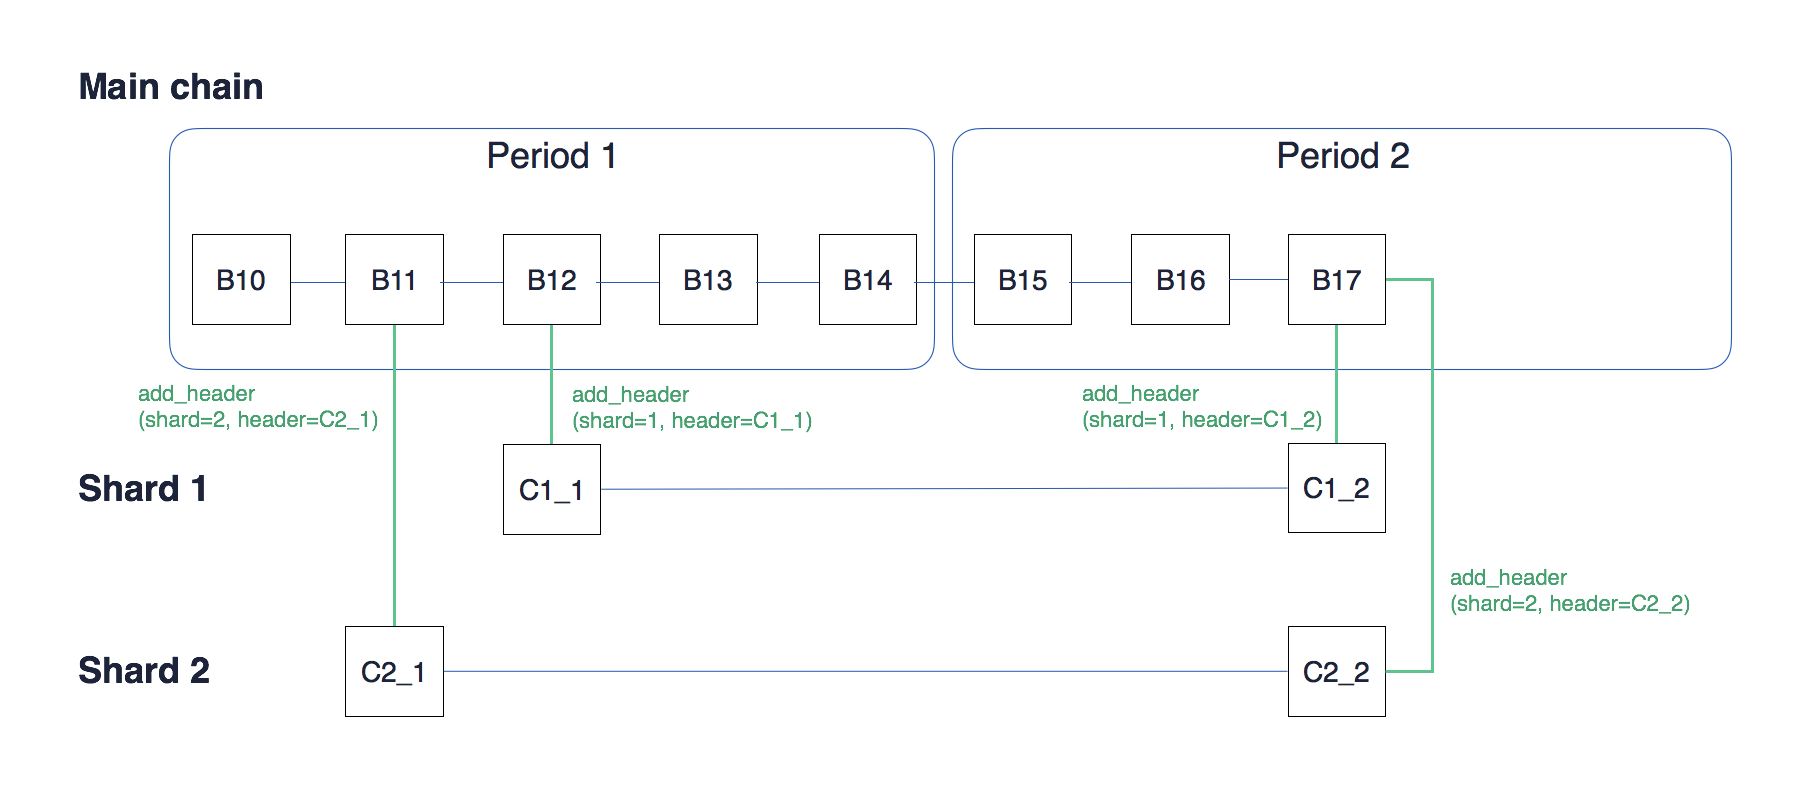 Main chain
Period 1
Period 2
B10
B11
B12
B13
B14
B15
B16
B17
add_header
(shard=2, header=C2_1)
add_header
(shard=1, header=C1_1)
add_header
(shard=1, header=C1_2)
Shard 1
C1_1
C1_2
add_header
(shard=2, header=C2_2)
Shard 2
C2_1
C2_2